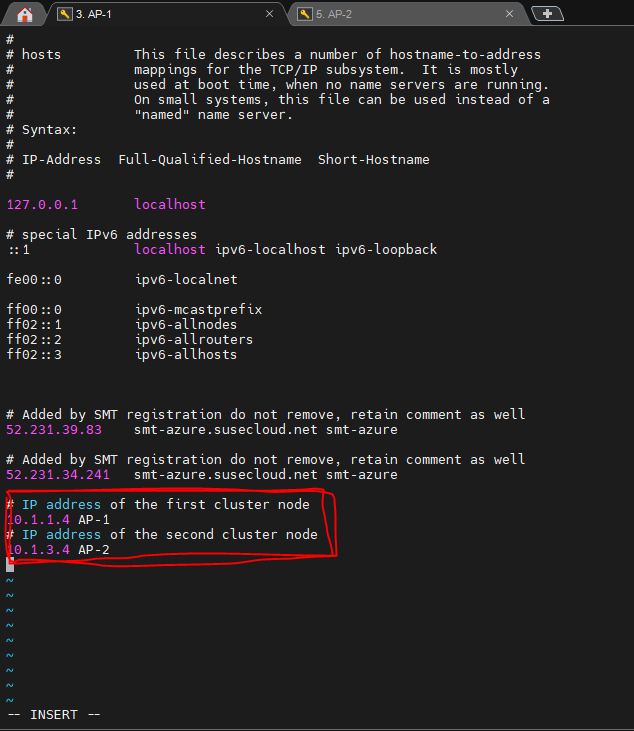 3. AP-1
5. AP-2
#
# hosts         This file describes a number of hostname-to-address
#               mappings for the TCP/IP subsystem.  It is mostly
#               used at boot time, when no name servers are running.
#               On small systems, this file can be used instead of a
#               "named" name server.
# Syntax:
#
# IP-Address  Full-Qualified-Hostname  Short-Hostname
#
127.0.0.1       localhost
# special IPv6 addresses
::1             localhost ipv6-localhost ipv6-loopback
fe00::0         ipv6-localnet
ff00::0         ipv6-mcastprefix
ff02::1         ipv6-allnodes
ff02::2         ipv6-allrouters
ff02::3         ipv6-allhosts
# Added by SMT registration do not remove, retain comment as well
52.231.39.83    smt-azure.susecloud.net smt-azure
# Added by SMT registration do not remove, retain comment as well
52.231.34.241   smt-azure.susecloud.net smt-azure
# IP address of the first cluster node
10.1.1.4 AP-1
# IP address of the second cluster node
10.1.3.4 AP-2
~
~
~
~
~
~
~
~
~
-- INSERT --